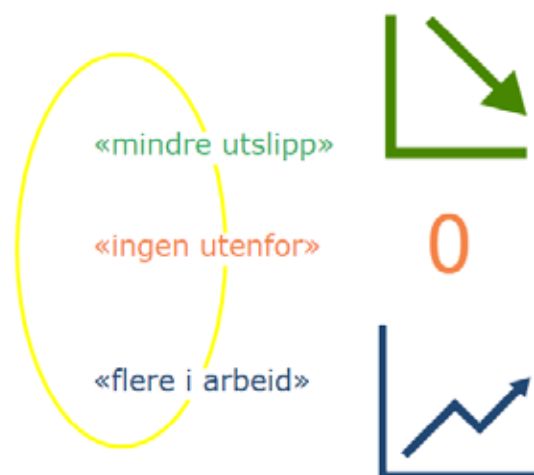 «mindre utslipp»
«ingen utenfor»
0
«flere i arbeid»